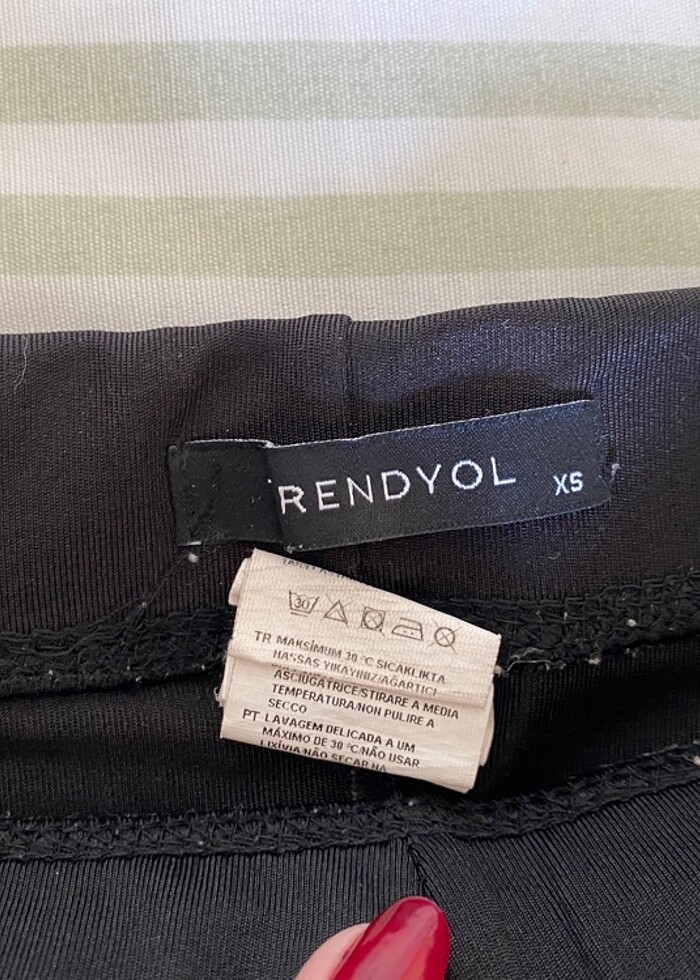 RENDYOL
XS
30
TR MAKSİMUM 30 °C SICAKLIKTA
HASSAS YIKAYINIZ/AĞARTICI
ASCIUGATRICE/STIRARE A MEDIA
TEMPERATURA/NON PULIRE A
SECCO
PT LAVAGEM DELICADA A UM
MÁXIMO DE 30 °C/NÃO USAR
LIXÍVIA/NÃO SECAR NA